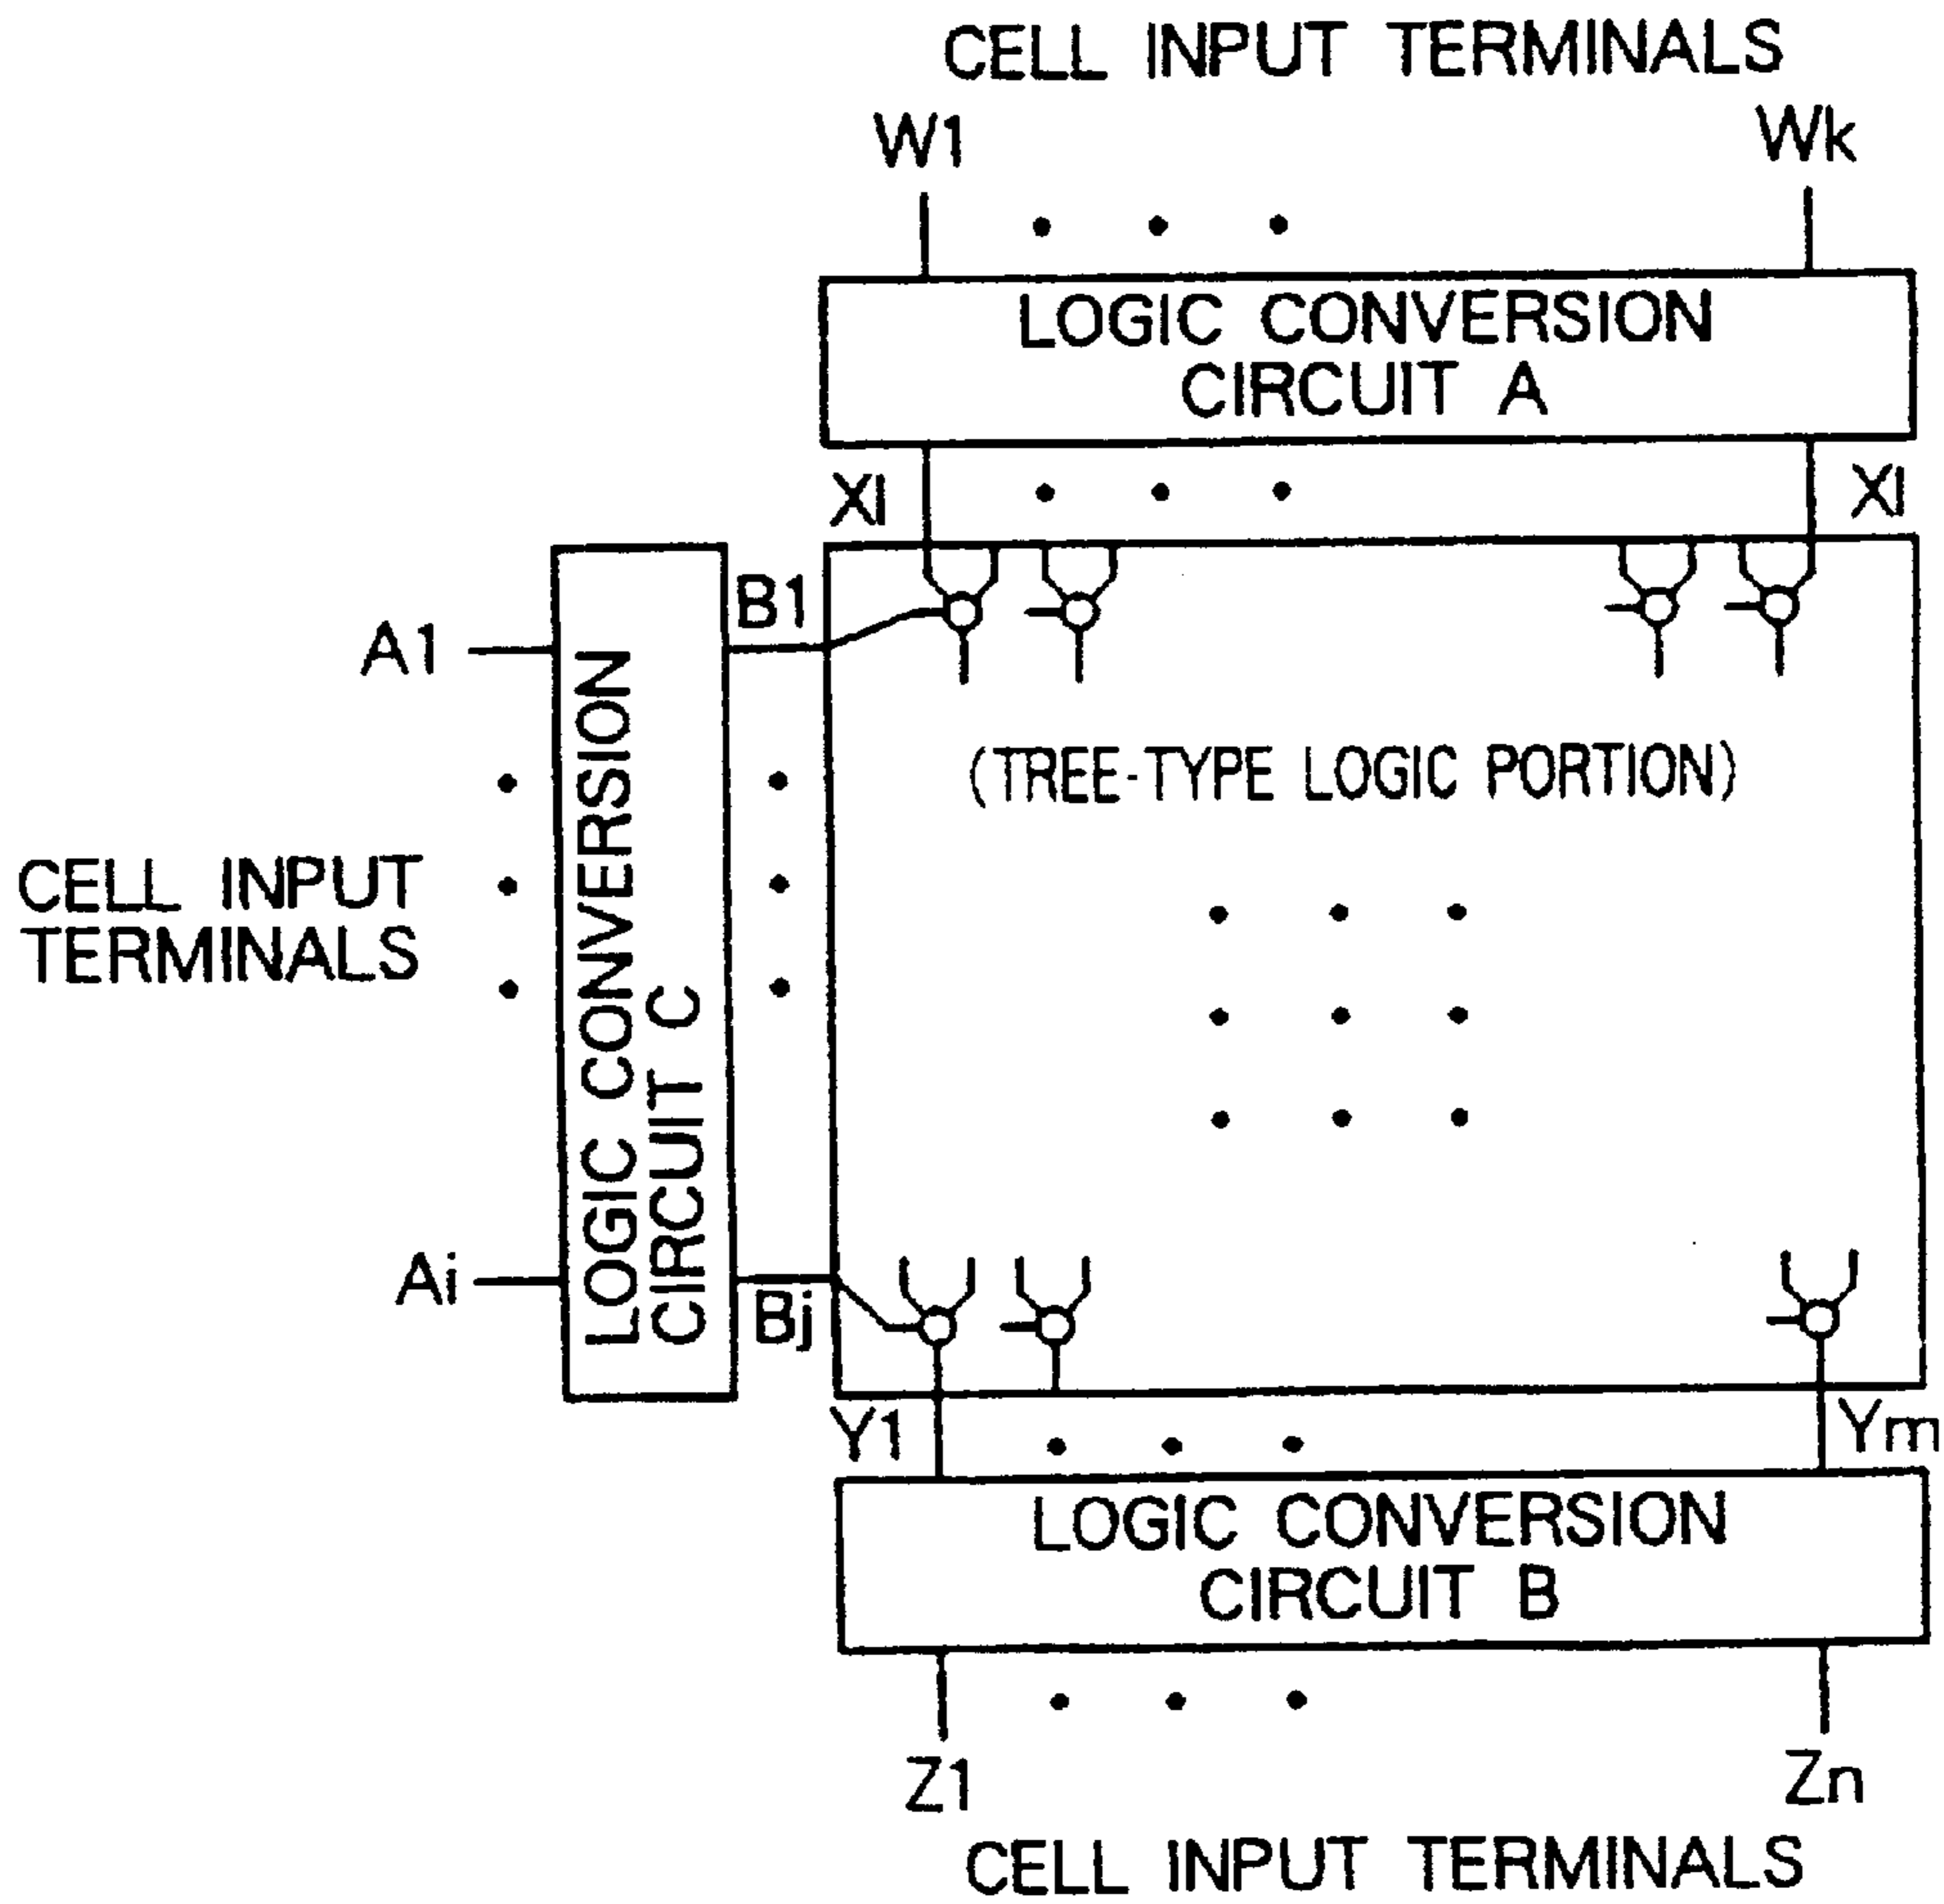 CELL INPUT TERMINALS
W1
Wk
LOGIC CONVERSION
CIRCUIT A
Xl
Xl
B1
A1
(TREE-TYPE LOGIC PORTION)
CELL INPUT
TERMINALS
LOGIC CONVERSION
CIRCUIT C
Ai
Bj
Y1
Ym
LOGIC CONVERSION
CIRCUIT B
Z1
Zn
CELL INPUT TERMINALS